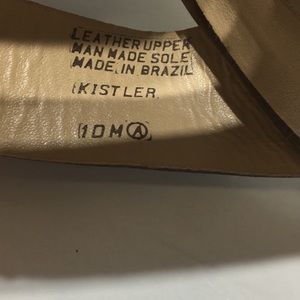 LEATHER UPPER
MAN MADE SOLE
MADE IN BRAZIL
KISTLER
10M Ⓐ